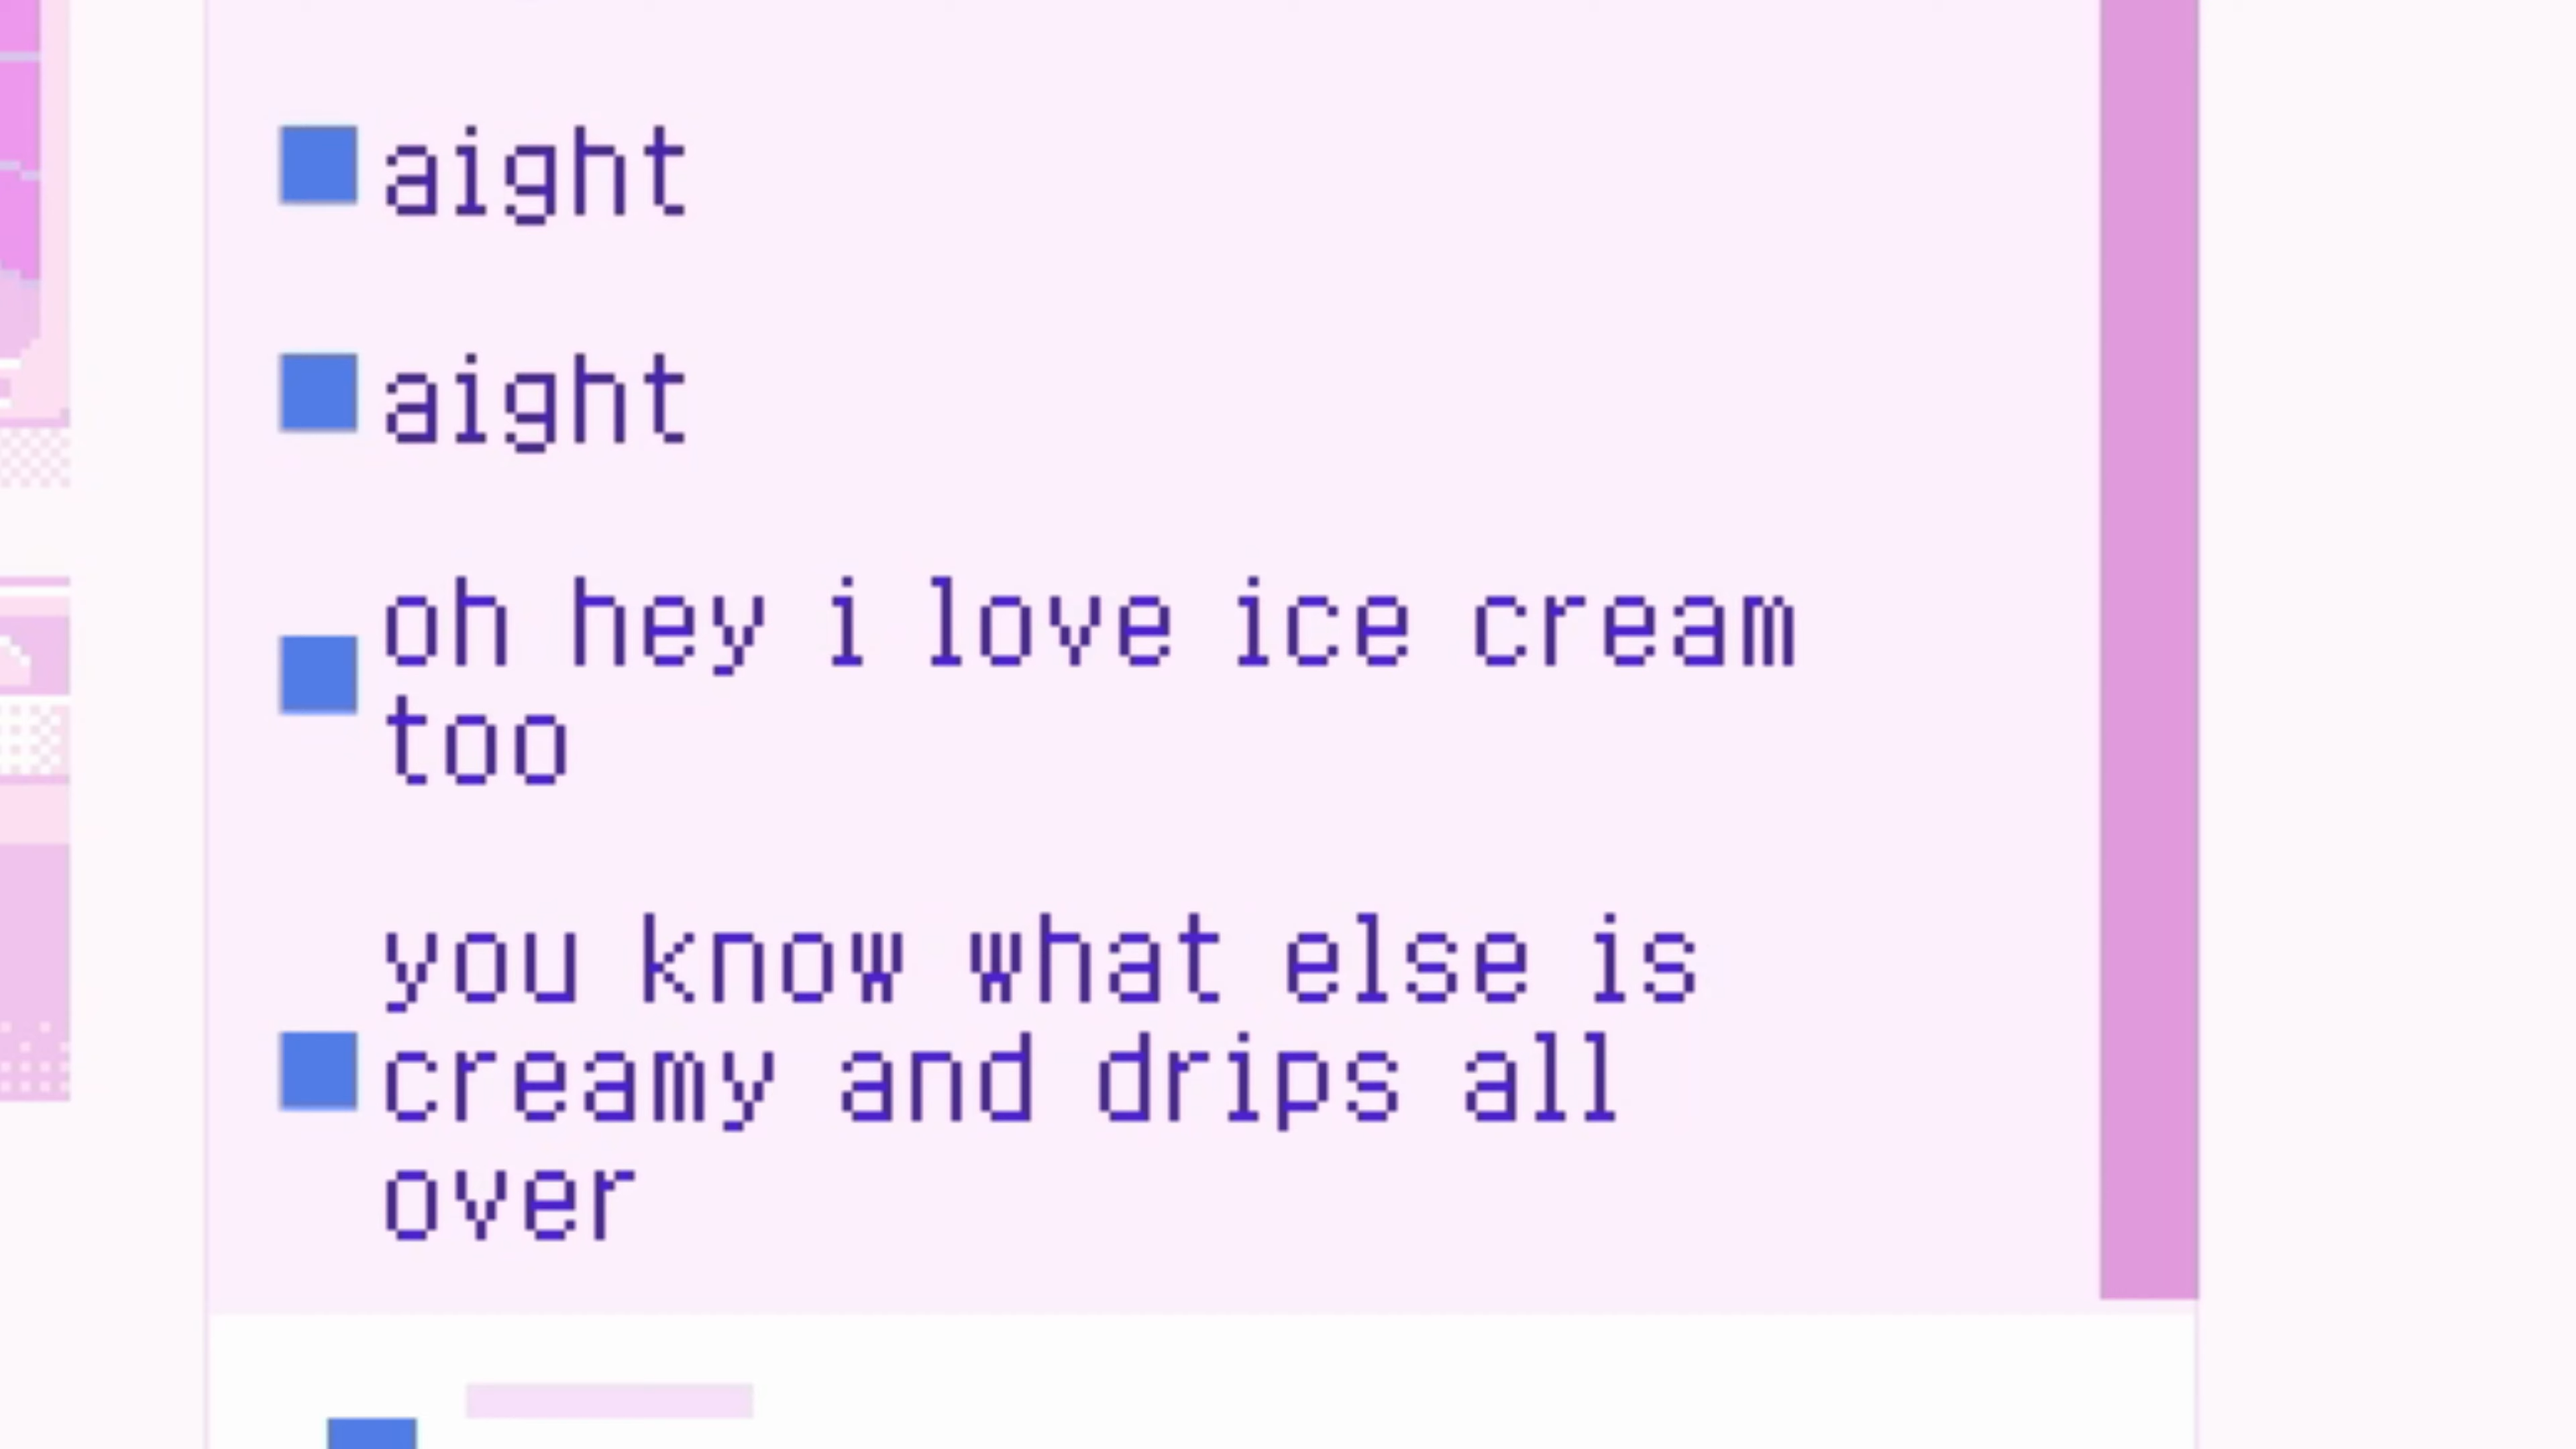 aight
aight
oh hey i love ice cream
too
you know what else is
creamy and drips all
over